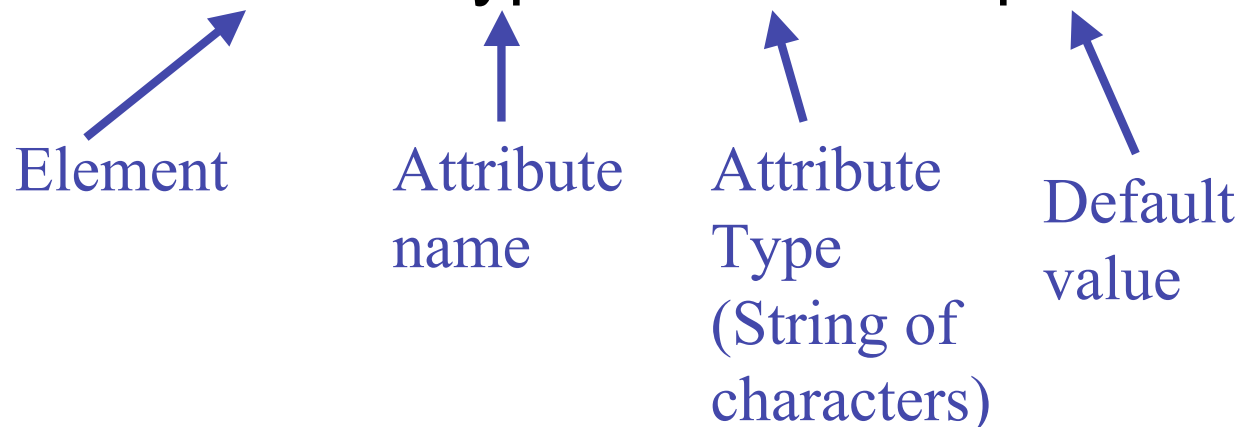 Element
Attribute name
Attribute Type (String of characters)
Default value